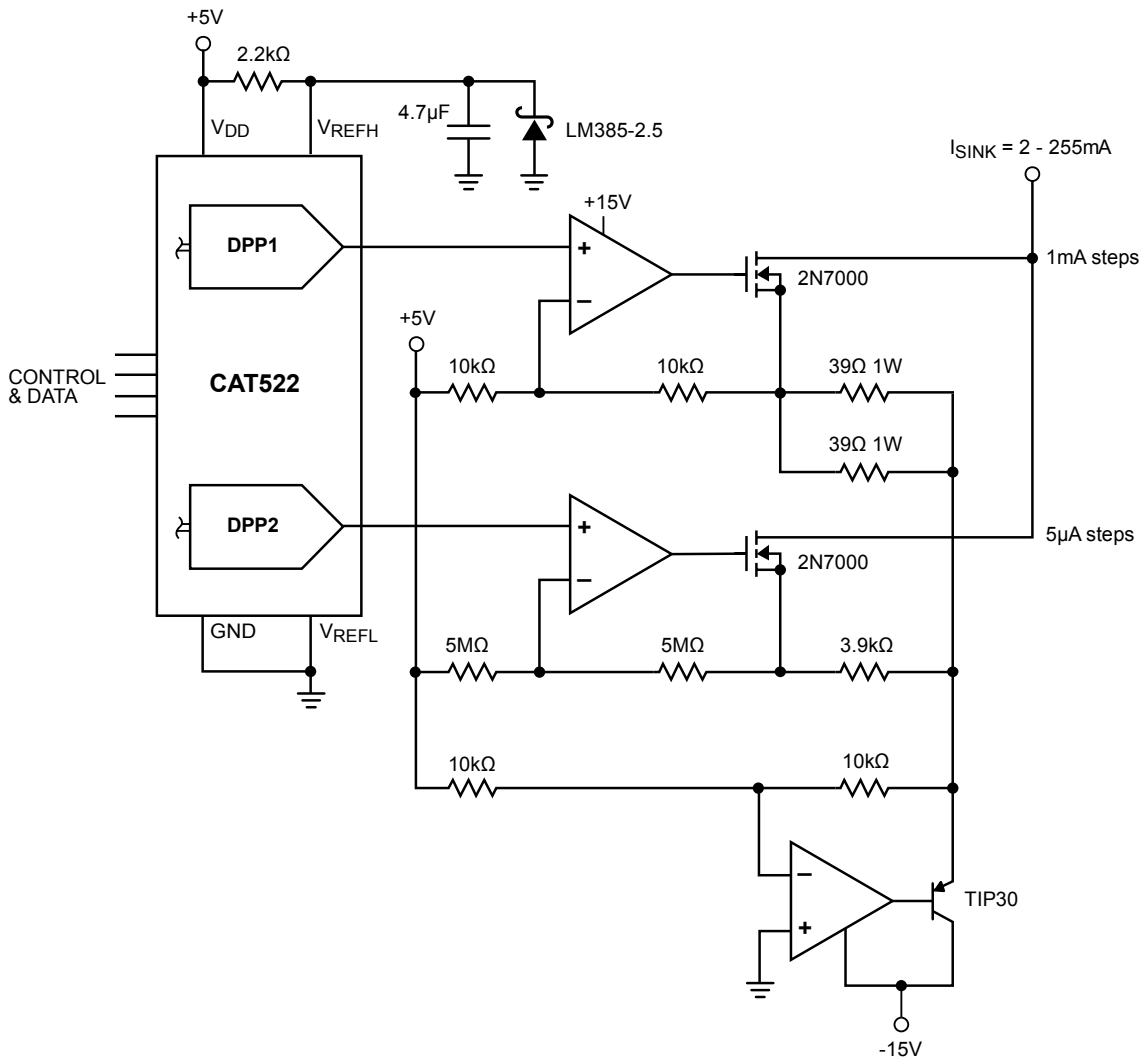 +5V
2.2kΩ
VDD
VREFH
4.7µF
LM385-2.5
ISINK = 2 - 255mA
DPP1
+15V
+
−
2N7000
1mA steps
+5V
10kΩ
10kΩ
39Ω 1W
39Ω 1W
CONTROL
& DATA
CAT522
DPP2
+
−
2N7000
5µA steps
GND
VREFL
5MΩ
5MΩ
3.9kΩ
10kΩ
10kΩ
−
+
TIP30
-15V